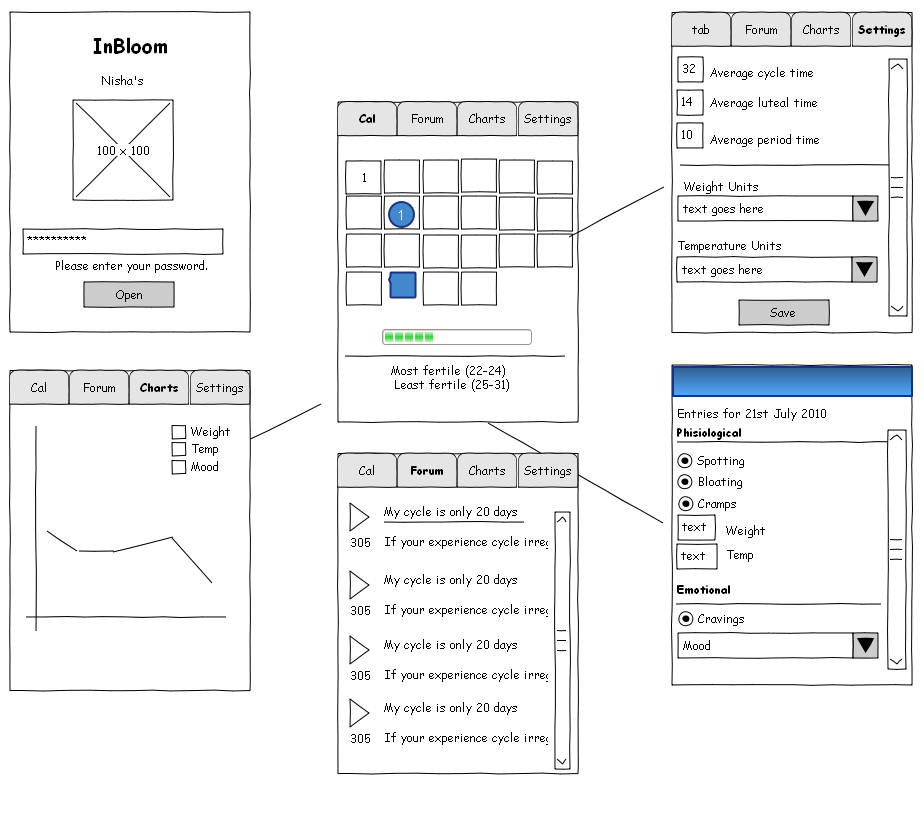 InBloom
Nisha's
100 x 100
**********
Please enter your password.
Open
Cal Forum Charts Settings
1
1
Most fertile (22-24)
Least fertile (25-31)
tab Forum Charts Settings
32 Average cycle time
14 Average luteal time
10 Average period time
Weight Units
text goes here
Temperature Units
text goes here
Save
Cal Forum Charts Settings
Weight
Temp
Mood
Cal Forum Charts Settings
My cycle is only 20 days
305 If your experience cycle irreg
My cycle is only 20 days
305 If your experience cycle irreg
My cycle is only 20 days
305 If your experience cycle irreg
My cycle is only 20 days
305 If your experience cycle irreg
Entries for 21st July 2010
Phisiological
Spotting
Bloating
Cramps
text Weight
text Temp
Emotional
Cravings
Mood